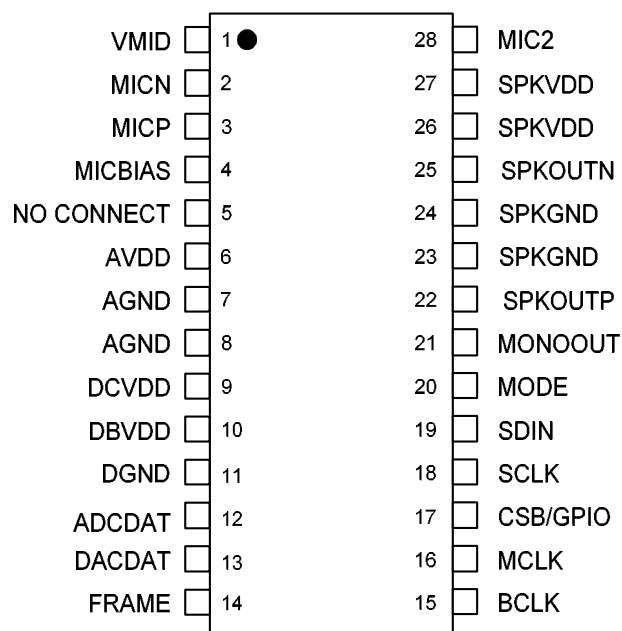 VMID 1 28 MIC2
MICN 2 27 SPKVDD
MICP 3 26 SPKVDD
MICBIAS 4 25 SPKOUTN
NO CONNECT 5 24 SPKGND
AVDD 6 23 SPKGND
AGND 7 22 SPKOUTP
AGND 8 21 MONOOUT
DCVDD 9 20 MODE
DBVDD 10 19 SDIN
DGND 11 18 SCLK
ADCDAT 12 17 CSB/GPIO
DACDAT 13 16 MCLK
FRAME 14 15 BCLK